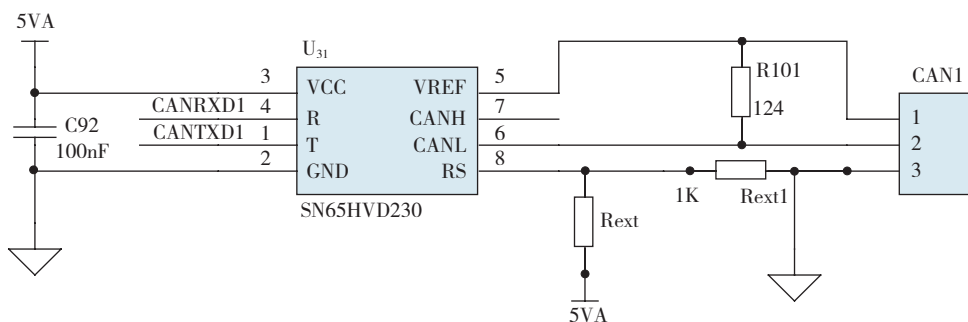 5VA
U31
3 VCC VREF 5
CANRXD1 4 R CANH 7
CANTXD1 1 T CANL 6
2 GND RS 8
SN65HVD230
C92
100nF
R101
124
CAN1
1
2
3
1K
Rext1
Rext
5VA